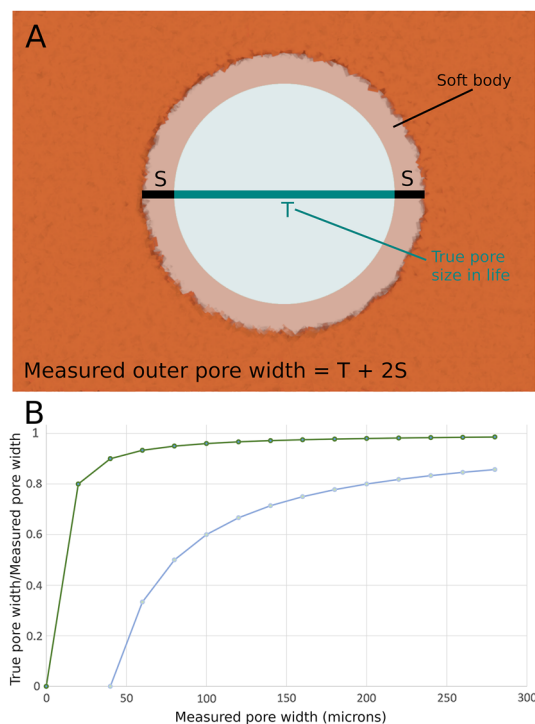 A
Soft body
S
S
T
True pore
size in life
Measured outer pore width = T + 2S
B
True pore width/Measured pore width
1
0.8
0.6
0.4
0.2
0
0 50 100 150 200 250 300
Measured pore width (microns)